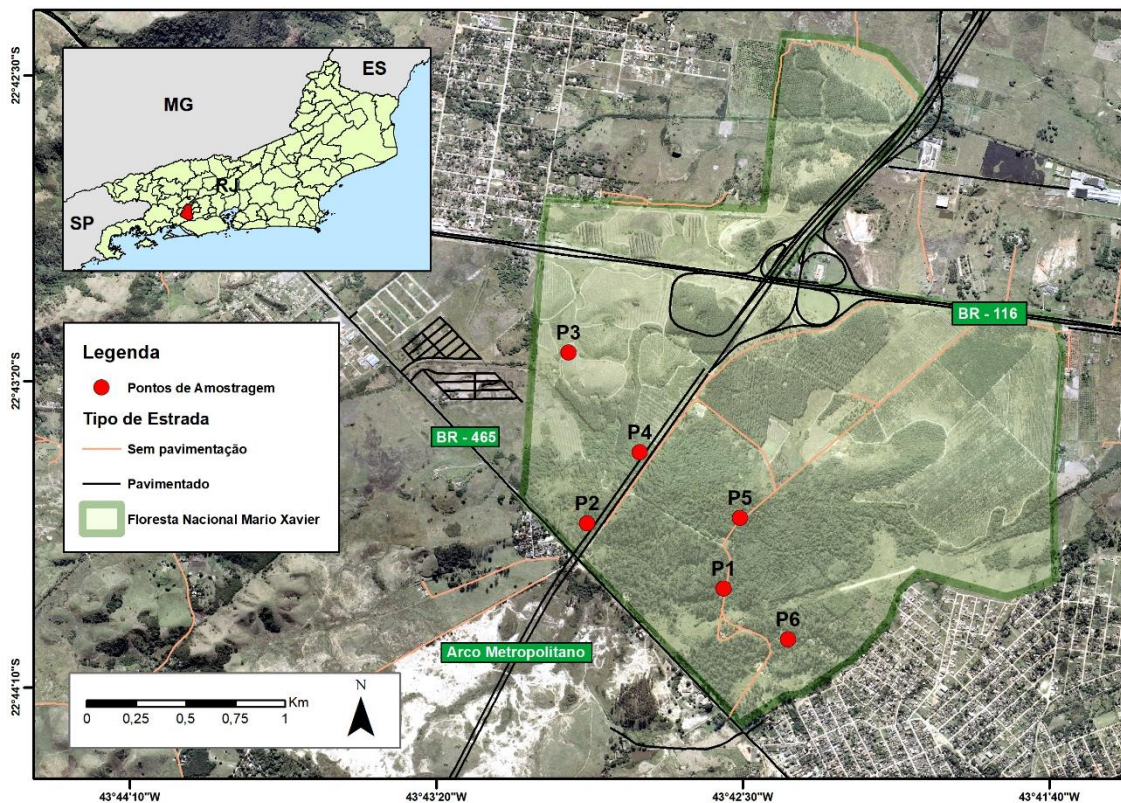 MG
ES
RJ
SP
Legenda
Pontos de Amostragem
Tipo de Estrada
Sem pavimentação
Pavimentado
Floresta Nacional Mario Xavier
BR - 116
BR - 465
Arco Metropolitano
P3
P4
P2
P5
P1
P6
Km
0 0,25 0,5 0,75 1
N
22°42'30"S
22°43'20"S
22°44'10"S
43°44'10"W 43°43'20"W 43°42'30"W 43°41'40"W